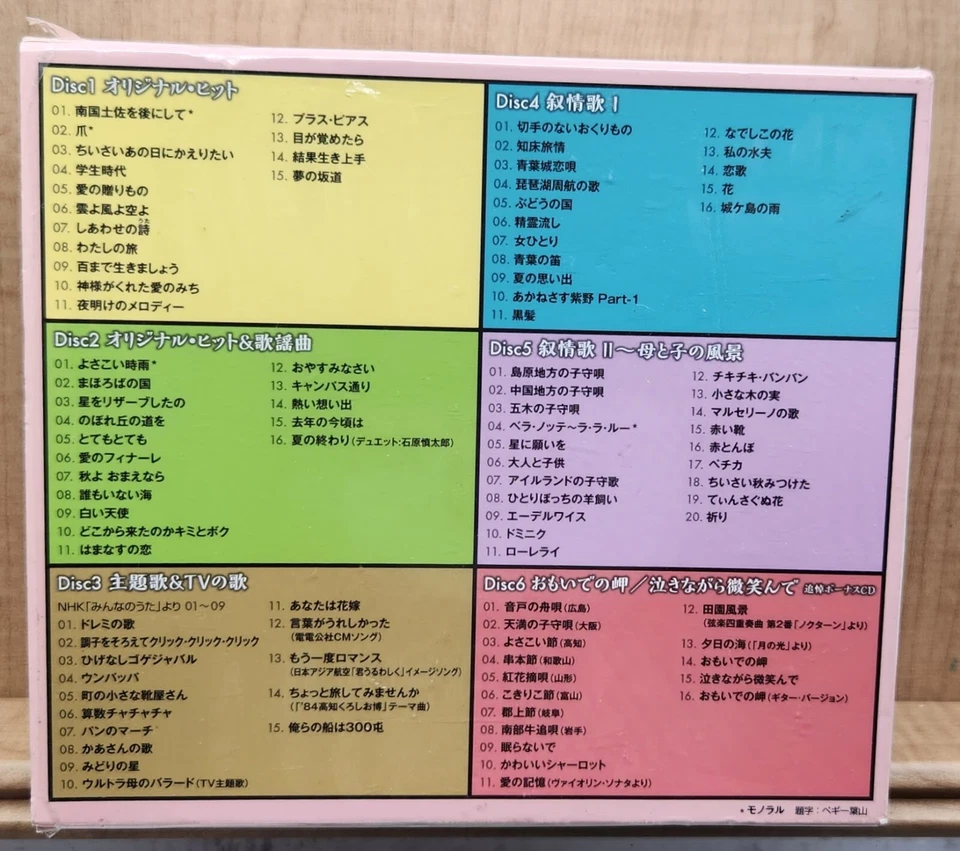 Disc1 オリジナル・ヒット
01. 南国土佐を後にして*
02. 爪*
03. ちいさいあの日にかえりたい
04. 学生時代
05. 愛の贈りもの
06. 雲よ風よ空よ
07. しあわせの詩
うた
08. わたしの旅
09. 百まで生きましょう
10. 神様がくれた愛のみち
11. 夜明けのメロディー
12. プラス・ピアス
13. 目が覚めたら
14. 結果生き上手
15. 夢の坂道
Disc4 叙情歌 I
01. 切手のないおくりもの
02. 知床旅情
03. 青葉城恋唄
04. 琵琶湖周航の歌
05. ぶどうの国
06. 精霊流し
07. 女ひとり
08. 青葉の笛
09. 夏の思い出
10. あかねさす紫野 Part-1
11. 黒髪
12. なでしこの花
13. 私の水夫
14. 恋歌
15. 花
16. 城ケ島の雨
Disc2 オリジナル・ヒット&歌謡曲
01. よさこい時雨*
02. まほろばの国
03. 星をリザーブしたの
04. のぼれ丘の道を
05. とてもとても
06. 愛のフィナーレ
07. 秋よ おまえなら
08. 誰もいない海
09. 白い天使
10. どこから来たのかキミとボク
11. はまなすの恋
12. おやすみなさい
13. キャンバス通り
14. 熱い想い出
15. 去年の今頃は
16. 夏の終わり(デュエット:石原慎太郎)
Disc5 叙情歌 II～母と子の風景
01. 島原地方の子守唄
02. 中国地方の子守唄
03. 五木の子守唄
04. ベラ・ノッテ～ラ・ラ・ルー*
05. 星に願いを
06. 大人と子供
07. アイルランドの子守歌
08. ひとりぼっちの羊飼い
09. エーデルワイス
10. ドミニク
11. ローレライ
12. チキチキ・バンバン
13. 小さな木の実
14. マルセリーノの歌
15. 赤い靴
16. 赤とんぼ
17. ペチカ
18. ちいさい秋みつけた
19. てぃんさぐぬ花
20. 祈り
Disc3 主題歌&TVの歌
NHK「みんなのうた」より 01～09
01. ドレミの歌
02. 調子をそろえてクリック・クリック・クリック
03. ひげなしゴゲジャバル
04. ウンパッパ
05. 町の小さな靴屋さん
06. 算数チャチャチャ
07. パンのマーチ
08. かあさんの歌
09. みどりの星
10. ウルトラ母のバラード(TV主題歌)
11. あなたは花嫁
12. 言葉がうれしかった
(電電公社CMソング)
13. もう一度ロマンス
(日本アジア航空「君うるわしく」イメージソング)
14. ちょっと旅してみませんか
(「'84高知くろしお博」テーマ曲)
15. 俺らの船は300屯
Disc6 おもいでの岬／泣きながら微笑んで 追悼ボーナスCD
01. 音戸の舟唄(広島)
02. 天満の子守唄(大阪)
03. よさこい節(高知)
04. 串本節(和歌山)
05. 紅花摘唄(山形)
06. こきりこ節(富山)
07. 郡上節(岐阜)
08. 南部牛追唄(岩手)
09. 眠らないで
10. かわいいシャーロット
11. 愛の記憶(ヴァイオリン・ソナタより)
12. 田園風景
(弦楽四重奏曲 第2番「ノクターン」より)
13. 夕日の海(「月の光」より)
14. おもいでの岬
15. 泣きながら微笑んで
16. おもいでの岬(ギター・バージョン)
*モノラル 題字：ペギー葉山